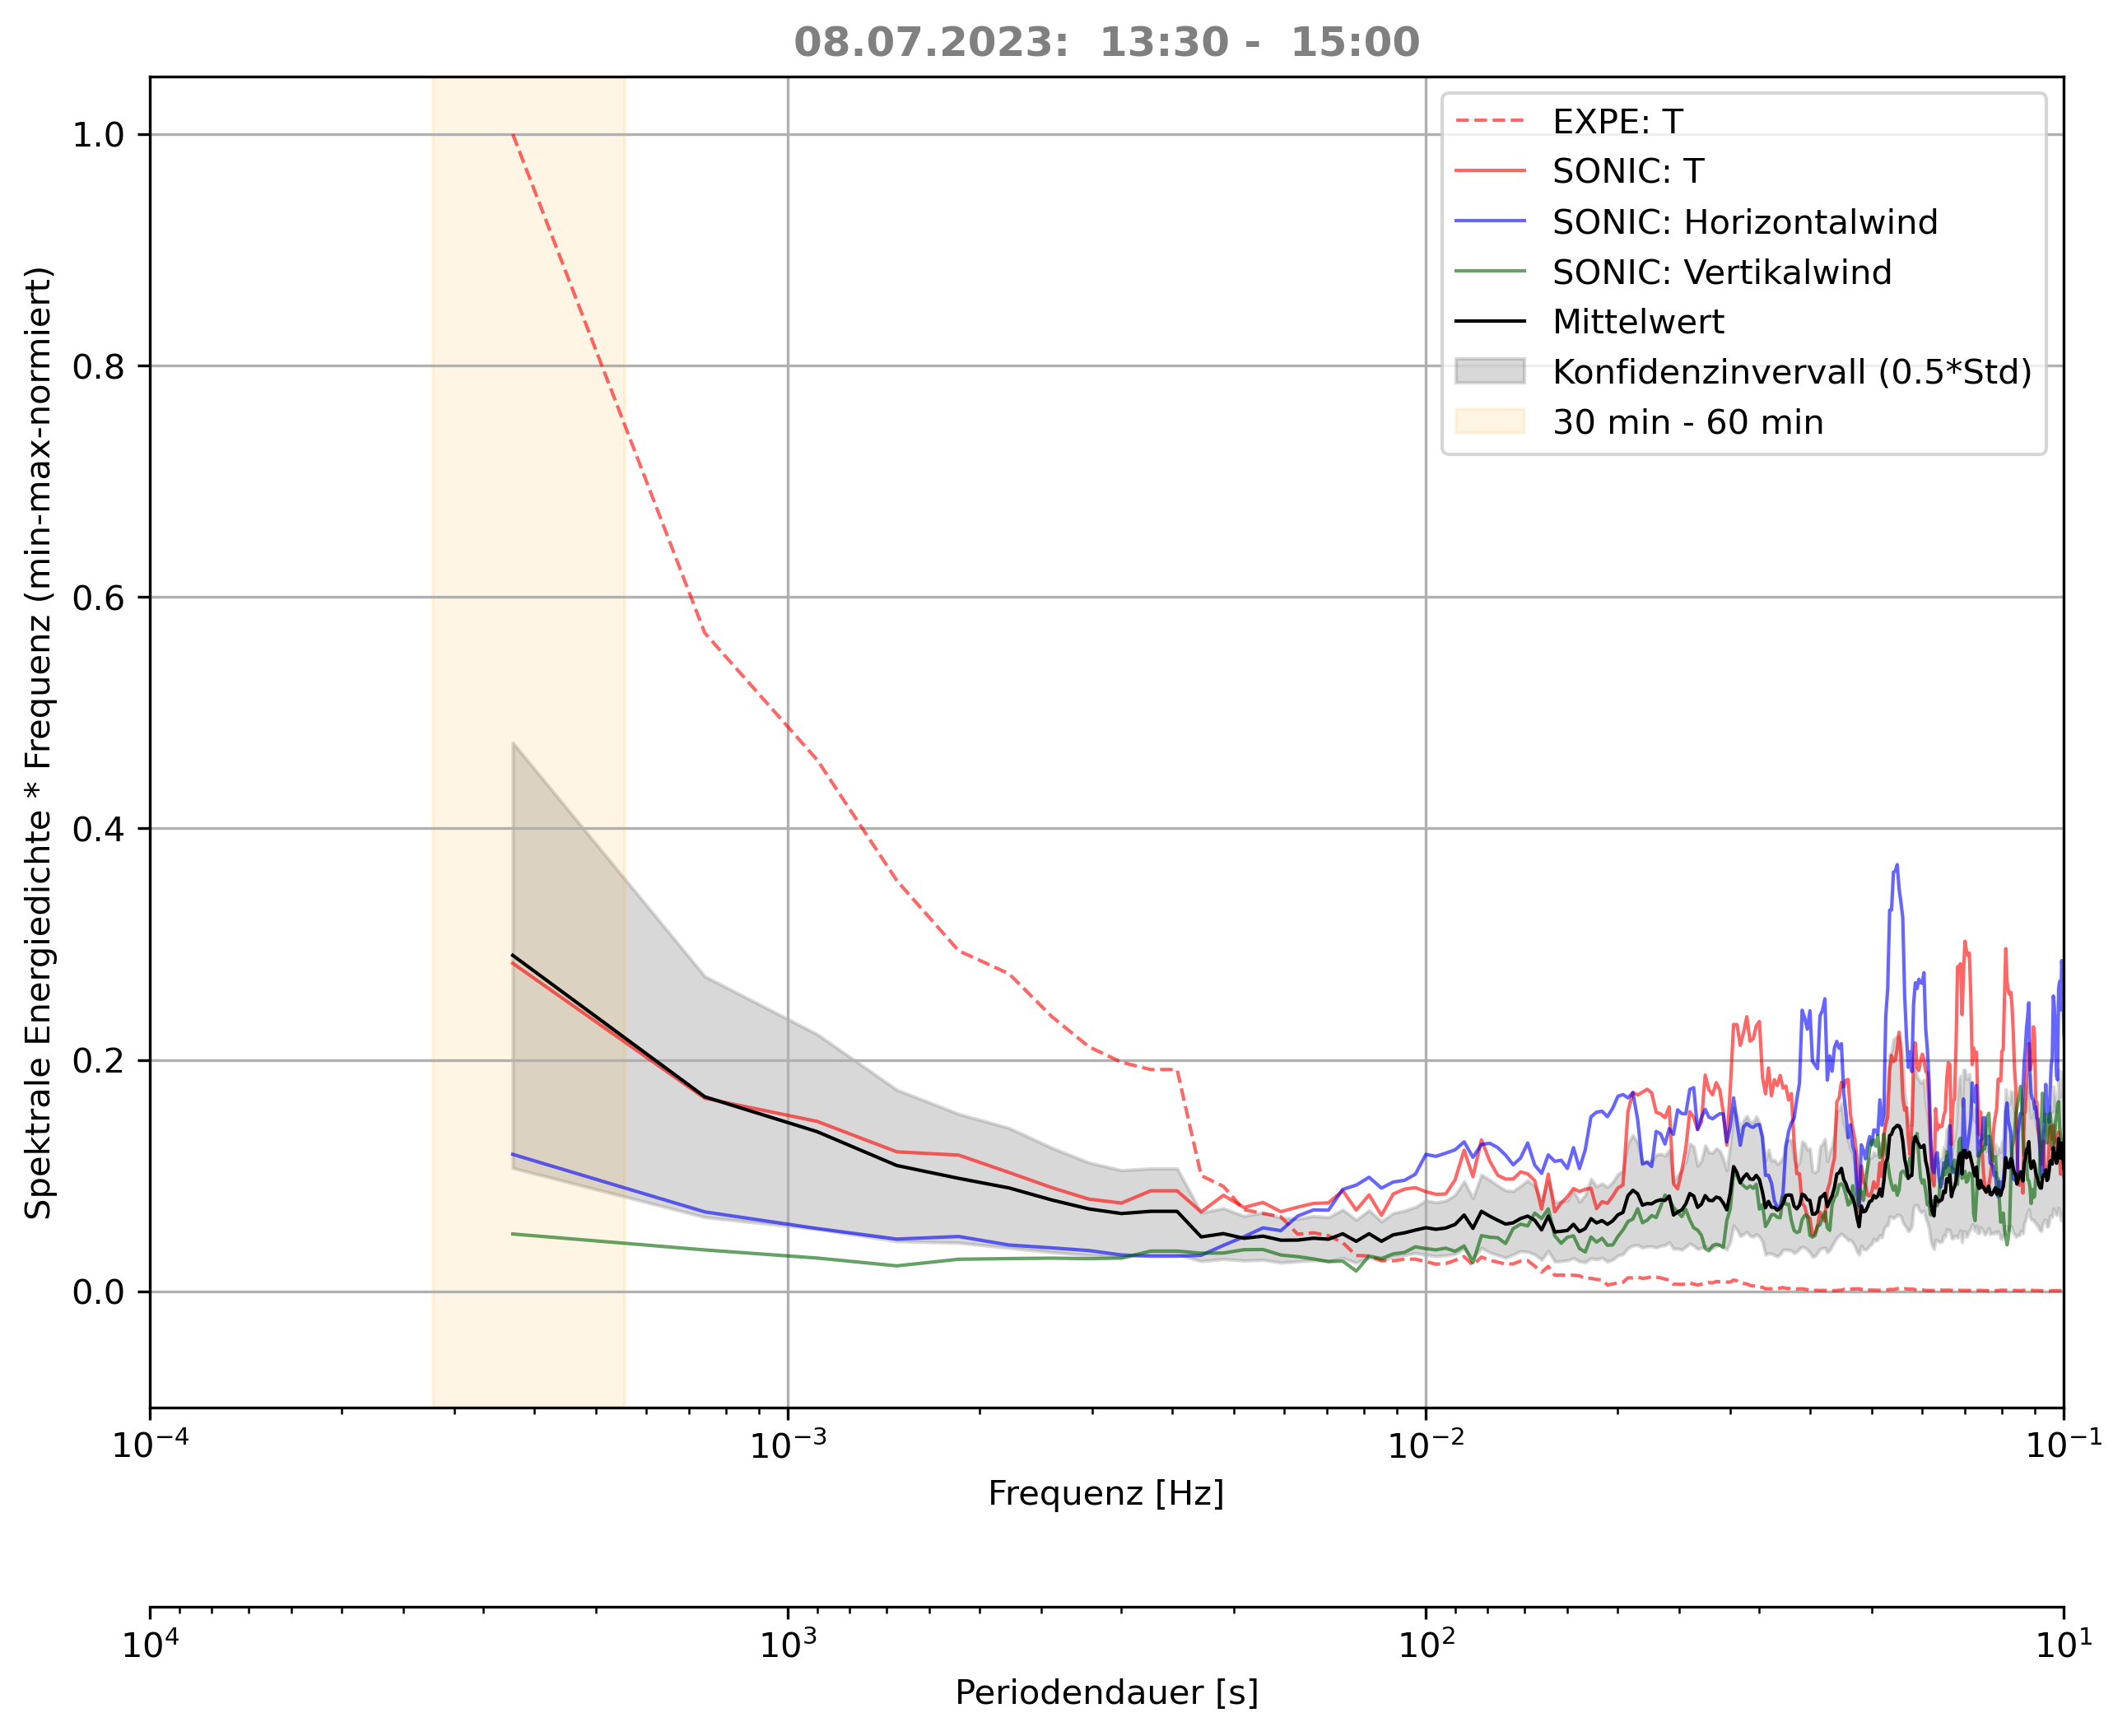 08.07.2023: 13:30 - 15:00
Spektrale Energiedichte * Frequenz (min-max-normiert)
1.0
0.8
0.6
0.4
0.2
0.0
EXPE: T
SONIC: T
SONIC: Horizontalwind
SONIC: Vertikalwind
Mittelwert
Konfidenzinvervall (0.5*Std)
30 min - 60 min
10⁻⁴ 10⁻³ 10⁻² 10⁻¹
Frequenz [Hz]
10⁴ 10³ 10² 10¹
Periodendauer [s]